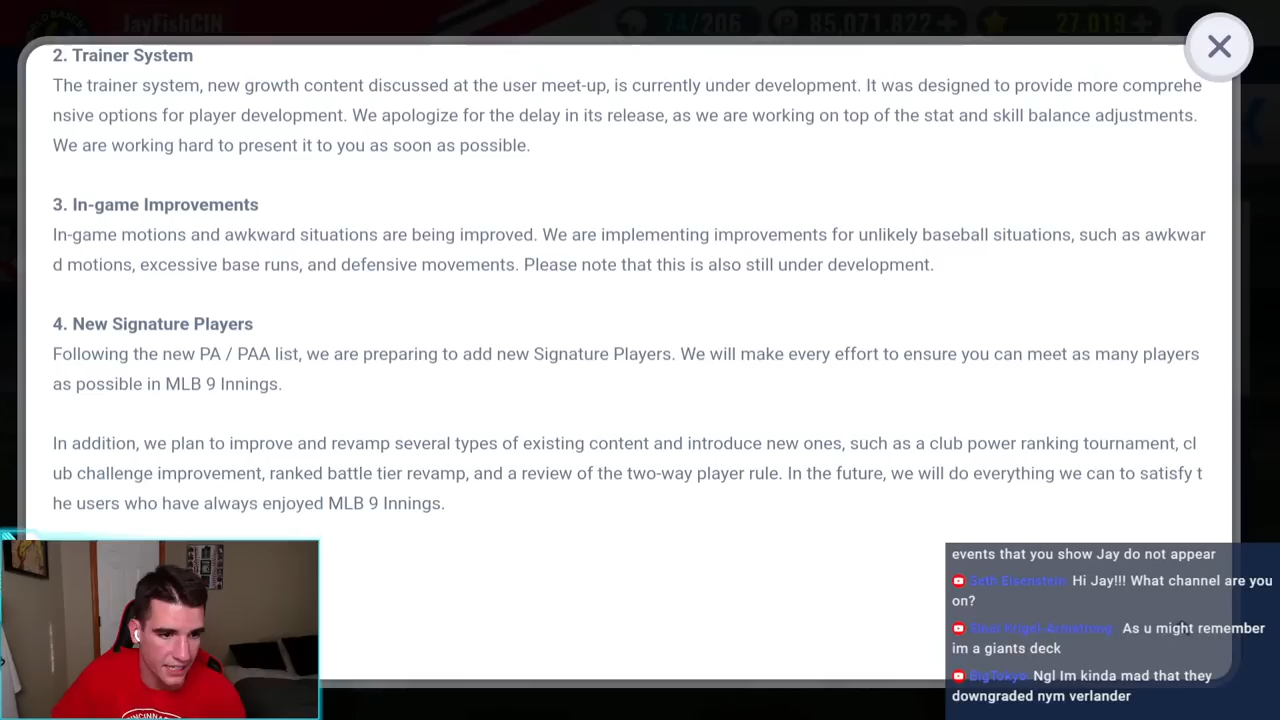 JayFishCIN
74/206
85,071,822
27,019
2. Trainer System
The trainer system, new growth content discussed at the user meet-up, is currently under development. It was designed to provide more comprehe
nsive options for player development. We apologize for the delay in its release, as we are working on top of the stat and skill balance adjustments.
We are working hard to present it to you as soon as possible.
3. In-game Improvements
In-game motions and awkward situations are being improved. We are implementing improvements for unlikely baseball situations, such as awkwar
d motions, excessive base runs, and defensive movements. Please note that this is also still under development.
4. New Signature Players
Following the new PA / PAA list, we are preparing to add new Signature Players. We will make every effort to ensure you can meet as many players
as possible in MLB 9 Innings.
In addition, we plan to improve and revamp several types of existing content and introduce new ones, such as a club power ranking tournament, cl
ub challenge improvement, ranked battle tier revamp, and a review of the two-way player rule. In the future, we will do everything we can to satisfy t
he users who have always enjoyed MLB 9 Innings.
events that you show Jay do not appear
Seth Eisenstein Hi Jay!!! What channel are you
on?
As u might remember
im a giants deck
BigTokyo Ngl Im kinda mad that they
downgraded nym verlander